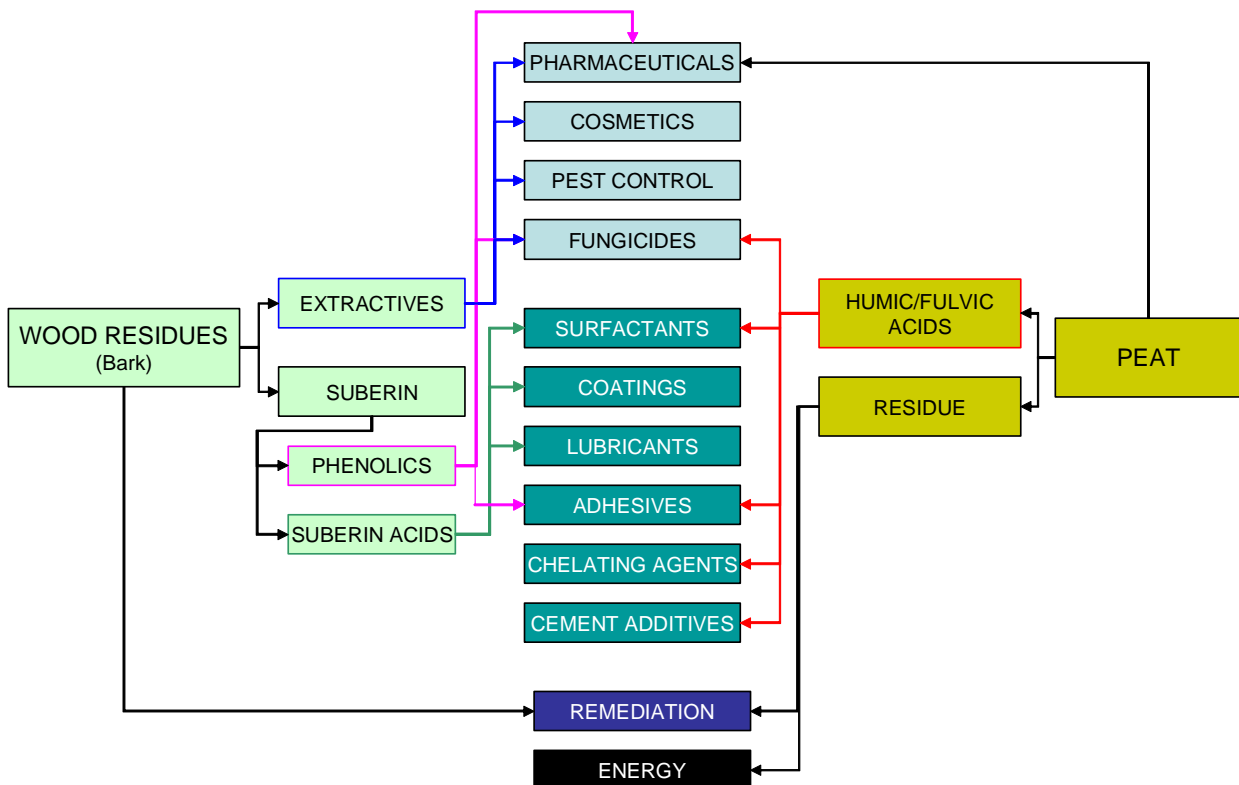 PHARMACEUTICALS
COSMETICS
PEST CONTROL
FUNGICIDES
EXTRACTIVES
WOOD RESIDUES
(Bark)
SUBERIN
PHENOLICS
SUBERIN ACIDS
SURFACTANTS
COATINGS
LUBRICANTS
ADHESIVES
CHELATING AGENTS
CEMENT ADDITIVES
HUMIC/FULVIC
ACIDS
RESIDUE
PEAT
REMEDIATION
ENERGY